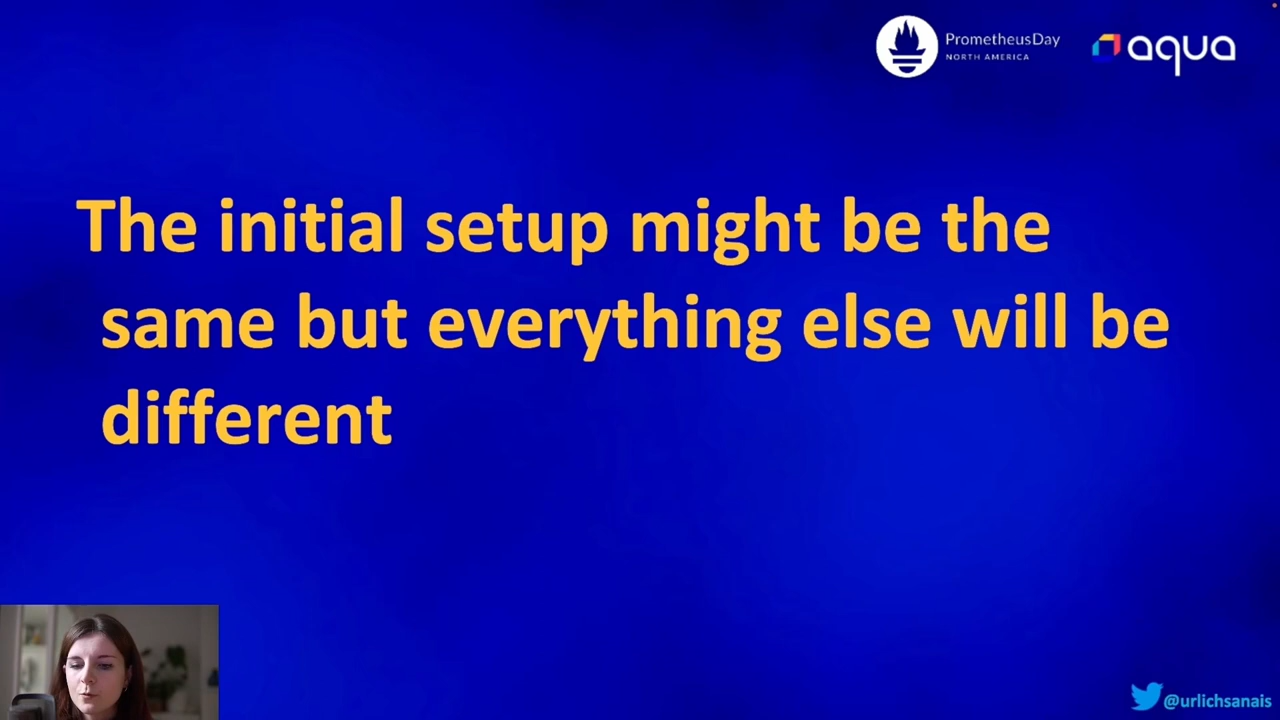 PrometheusDay
NORTH AMERICA
aqua
The initial setup might be the
same but everything else will be
different
@urlichsanais